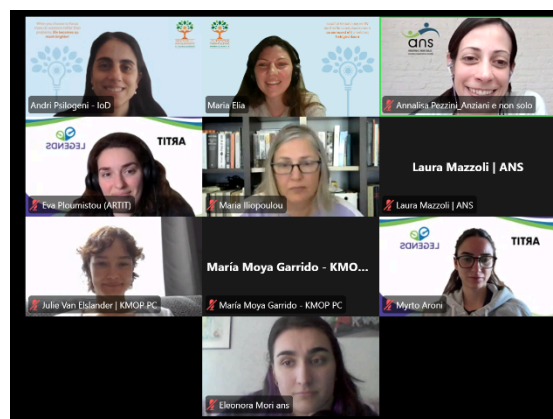 Andri Psilogeni - IoD
Maria Elia
ans
Annalisa Pezzini_Anziani e non solo
LEGENDS
ARTIT
Eva Ploumistou (ARTIT)
Maria Iliopoulou
Laura Mazzoli | ANS
Laura Mazzoli | ANS
Julie Van Elslander | KMOP PC
María Moya Garrido - KMO...
María Moya Garrido - KMOP PC
LEGENDS
ARTIT
Myrto Aroni
Eleonora Mori ans